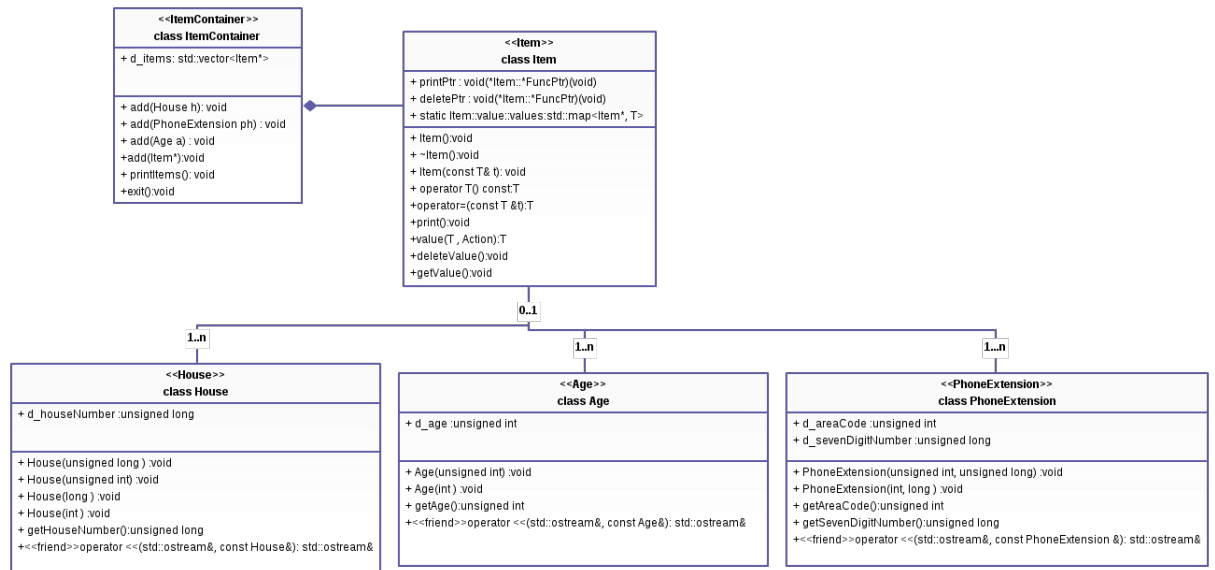 <<ItemContainer>>
class ItemContainer
+ d_items: std::vector<Item*>
+ add(House h): void
+ add(PhoneExtension ph) : void
+ add(Age a) : void
+add(Item*):void
+ printItems(): void
+exit():void
<<Item>>
class Item
+ printPtr : void(*Item::*FuncPtr)(void)
+ deletePtr : void(*Item::*FuncPtr)(void)
+ static Item::value::values:std::map<Item*, T>
+ Item():void
+ ~Item():void
+ Item(const T& t): void
+ operator T() const:T
+operator=(const T &t):T
+print():void
+value(T , Action):T
+deleteValue():void
+getValue():void
0..1
1..n
1..n
1...n
<<House>>
class House
+ d_houseNumber :unsigned long
+ House(unsigned long ) :void
+ House(unsigned int) :void
+ House(long ) :void
+ House(int ) :void
+ getHouseNumber():unsigned long
+<<friend>>operator <<(std::ostream&, const House&): std::ostream&
<<Age>>
class Age
+ d_age :unsigned int
+ Age(unsigned int) :void
+ Age(int ) :void
+ getAge():unsigned int
+<<friend>>operator <<(std::ostream&, const Age&): std::ostream&
<<PhoneExtension>>
class PhoneExtension
+ d_areaCode :unsigned int
+ d_sevenDigitNumber :unsigned long
+ PhoneExtension(unsigned int, unsigned long) :void
+ PhoneExtension(int, long ) :void
+ getAreaCode():unsigned int
+ getSevenDigitNumber():unsigned long
+<<friend>>operator <<(std::ostream&, const PhoneExtension &): std::ostream&